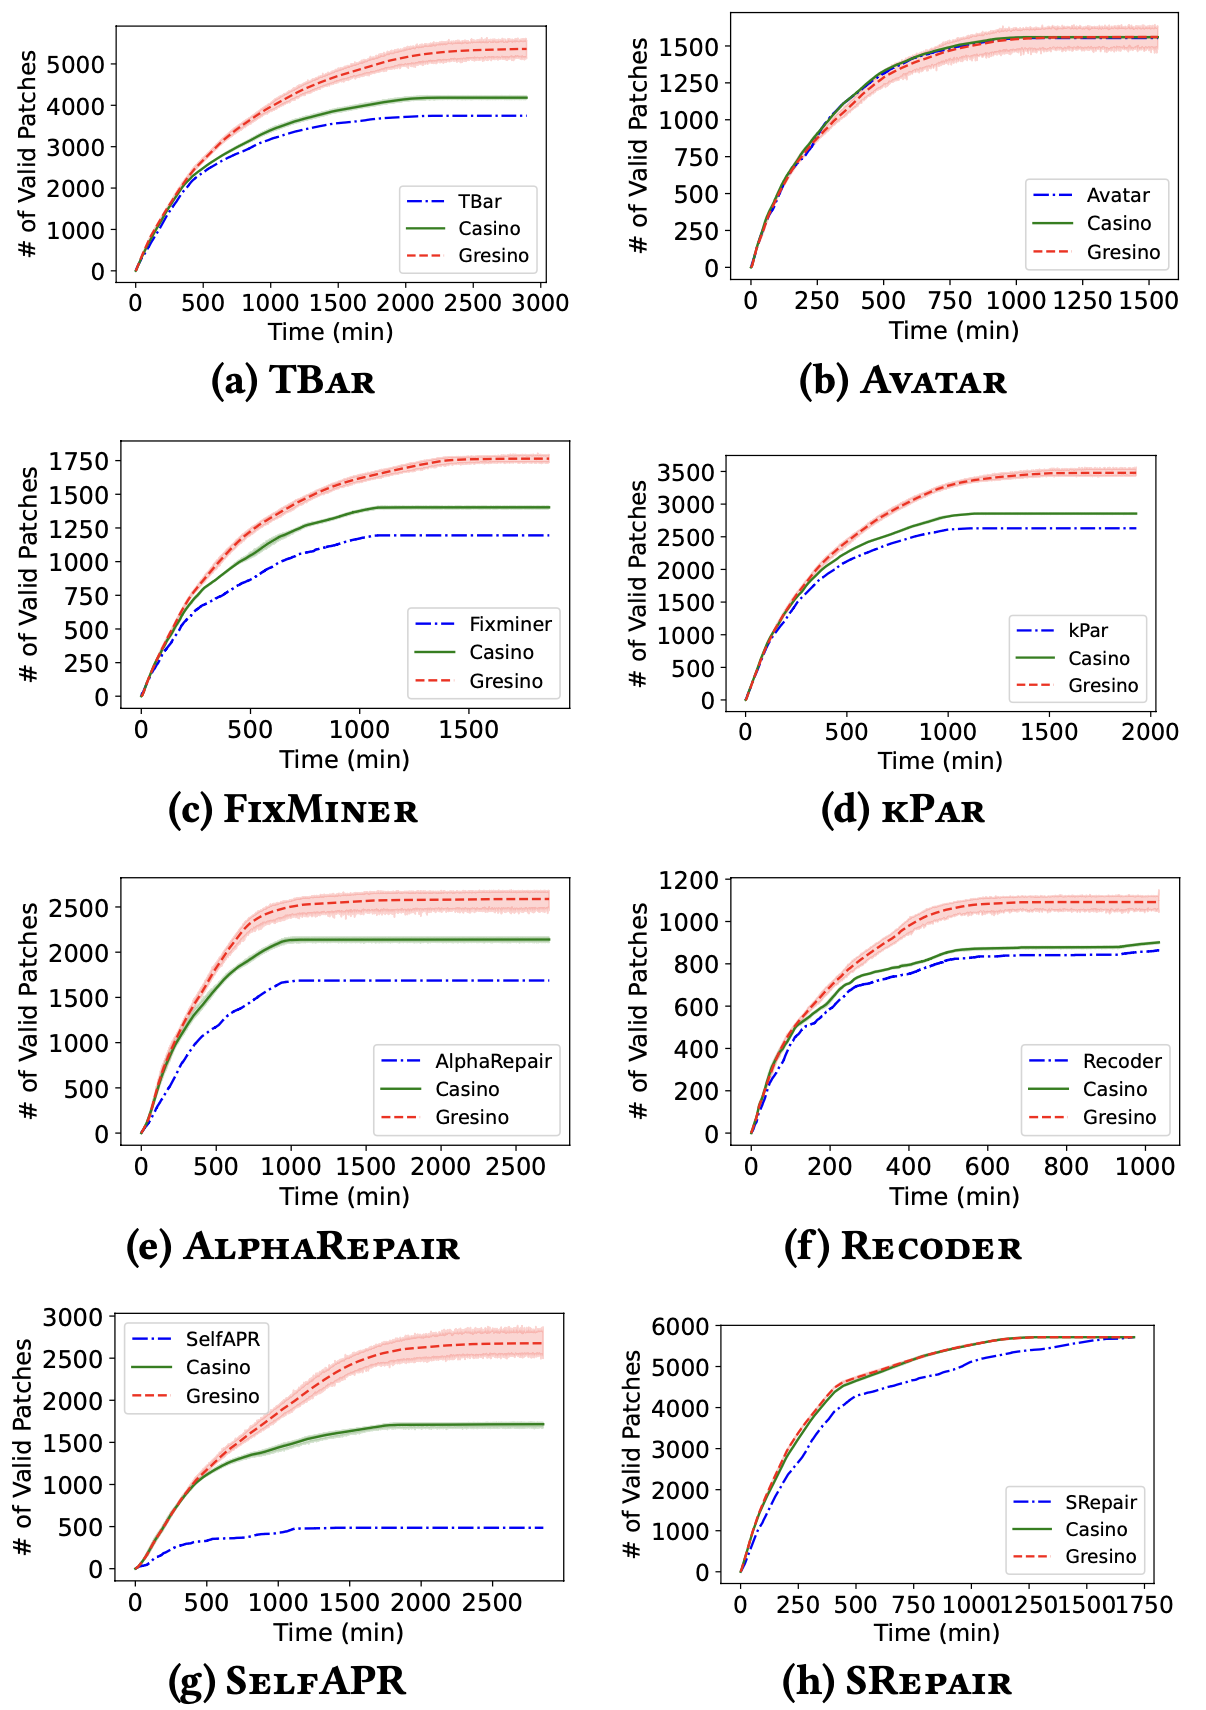 # of Valid Patches
5000
4000
3000
2000
1000
0
TBar
Casino
Gresino
0 500 1000 1500 2000 2500 3000
Time (min)
(a) TBAR
# of Valid Patches
1500
1250
1000
750
500
250
0
Avatar
Casino
Gresino
0 250 500 750 1000 1250 1500
Time (min)
(b) AVATAR
# of Valid Patches
1750
1500
1250
1000
750
500
250
0
Fixminer
Casino
Gresino
0 500 1000 1500
Time (min)
(c) FIXMINER
# of Valid Patches
3500
3000
2500
2000
1500
1000
500
0
kPar
Casino
Gresino
0 500 1000 1500 2000
Time (min)
(d) KPAR
# of Valid Patches
2500
2000
1500
1000
500
0
AlphaRepair
Casino
Gresino
0 500 1000 1500 2000 2500
Time (min)
(e) ALPHAREPAIR
# of Valid Patches
1200
1000
800
600
400
200
0
Recoder
Casino
Gresino
0 200 400 600 800 1000
Time (min)
(f) RECODER
# of Valid Patches
3000
2500
2000
1500
1000
500
0
SelfAPR
Casino
Gresino
0 500 1000 1500 2000 2500
Time (min)
(g) SELFAPR
# of Valid Patches
6000
5000
4000
3000
2000
1000
0
SRepair
Casino
Gresino
0 250 500 750 1000 1250 1500 1750
Time (min)
(h) SREPAIR